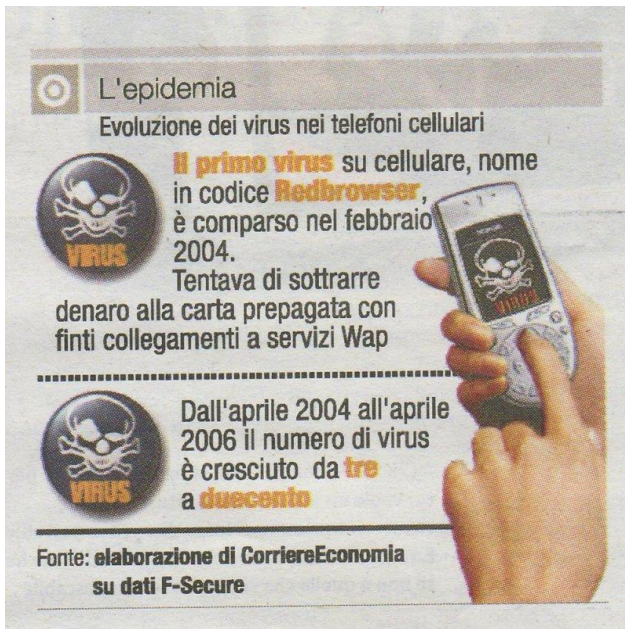 L'epidemia
Evoluzione dei virus nei telefoni cellulari
Il primo virus su cellulare, nome
in codice Redbrowser,
è comparso nel febbraio
2004.
Tentava di sottrarre
denaro alla carta prepagata con
finti collegamenti a servizi Wap
VIRUS
VIRUS
Dall'aprile 2004 all'aprile
2006 il numero di virus
è cresciuto da tre
a duecento
VIRUS
Fonte: elaborazione di CorriereEconomia
su dati F-Secure